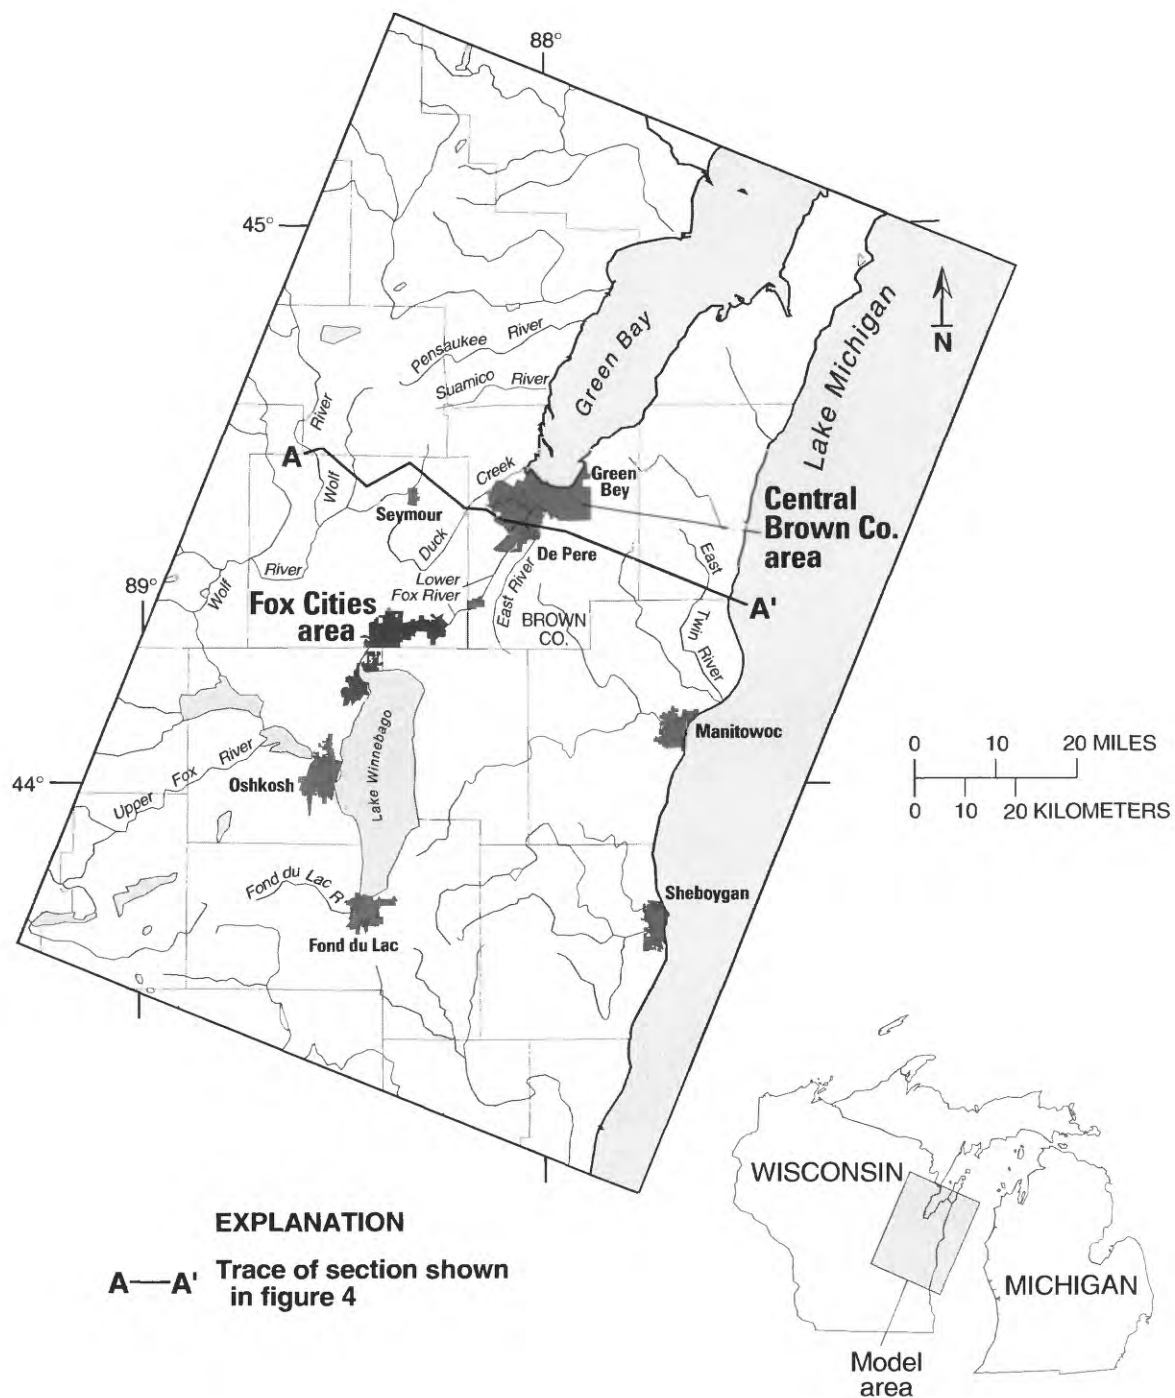 88°
45°
N
Green Bay
Lake Michigan
Pensaukee River
Suamico River
River
Wolf
A
Creek
Green
Bey
Seymour
Duck
Central
Brown Co.
area
De Pere
East
Twin
River
A'
River
Wolf
89°
Lower
Fox River
East River
BROWN
CO.
Fox Cities
area
Lake Winnebago
Manitowoc
Upper Fox River
Oshkosh
44°
0 10 20 MILES
0 10 20 KILOMETERS
Fond du Lac R
Fond du Lac
Sheboygan
EXPLANATION
A—A' Trace of section shown
in figure 4
WISCONSIN
MICHIGAN
Model
area